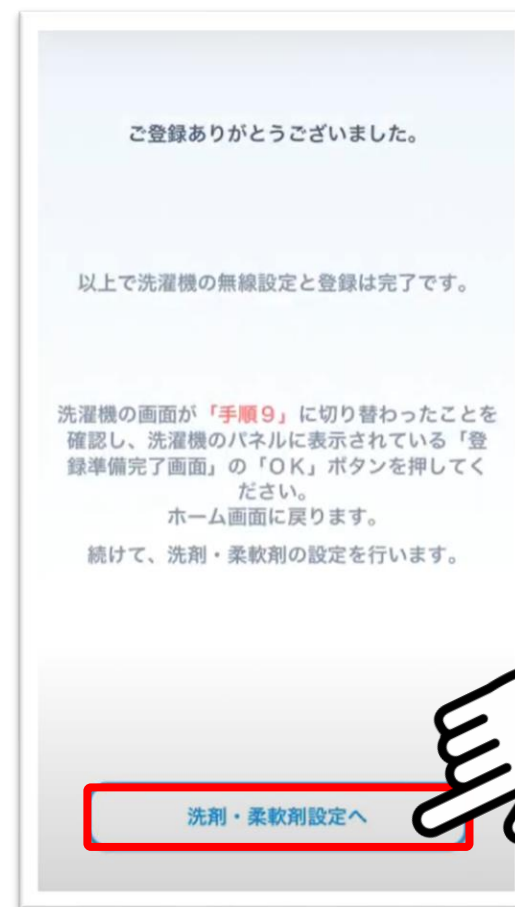 ご登録ありがとうございました。
以上で洗濯機の無線設定と登録は完了です。
洗濯機の画面が「手順９」に切り替わったことを
確認し、洗濯機のパネルに表示されている「登
録準備完了画面」の「ＯＫ」ボタンを押してく
ださい。
ホーム画面に戻ります。
続けて、洗剤・柔軟剤の設定を行います。
洗剤・柔軟剤設定へ